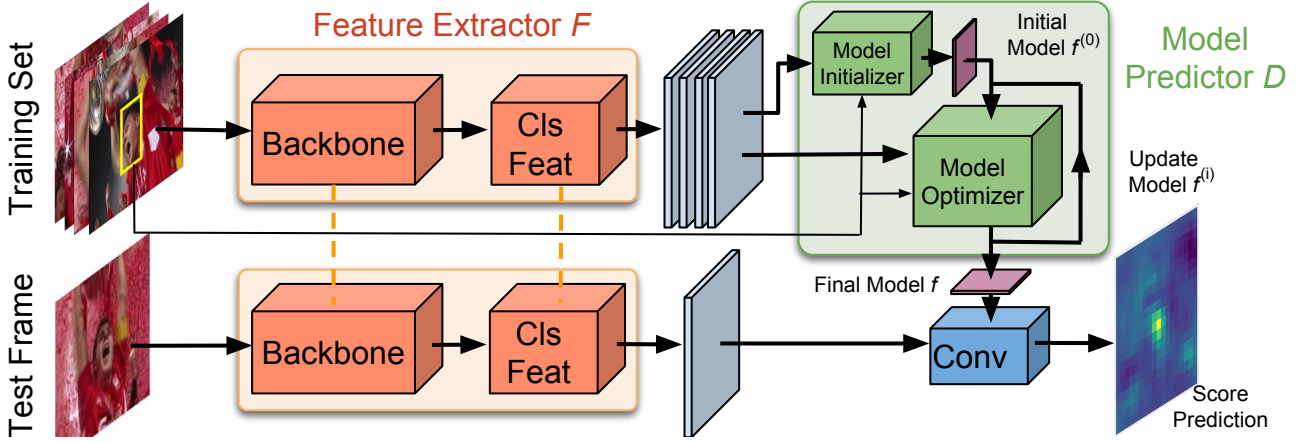 Training Set
Feature Extractor F
Backbone
Cls
Feat
Model
Initializer
Initial
Model f^(0)
Model
Predictor D
Model
Optimizer
Update
Model f^(i)
Test Frame
Backbone
Cls
Feat
Final Model f
Conv
Score
Prediction